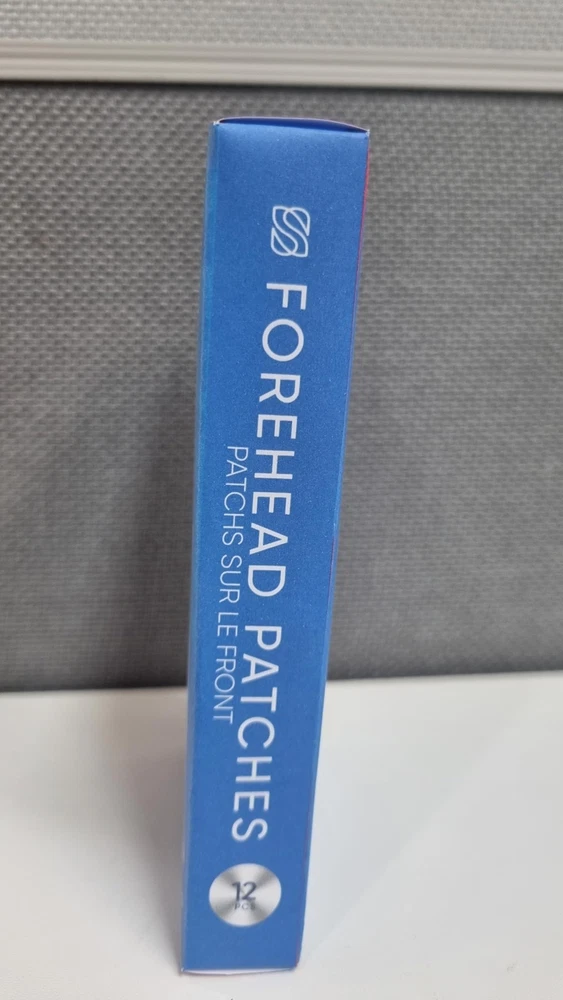 FOREHEAD PATCHES
PATCHS SUR LE FRONT
12
PCS